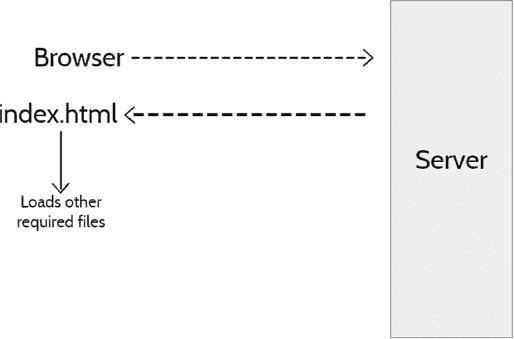 Browser
index.html
Server
Loads other
required files